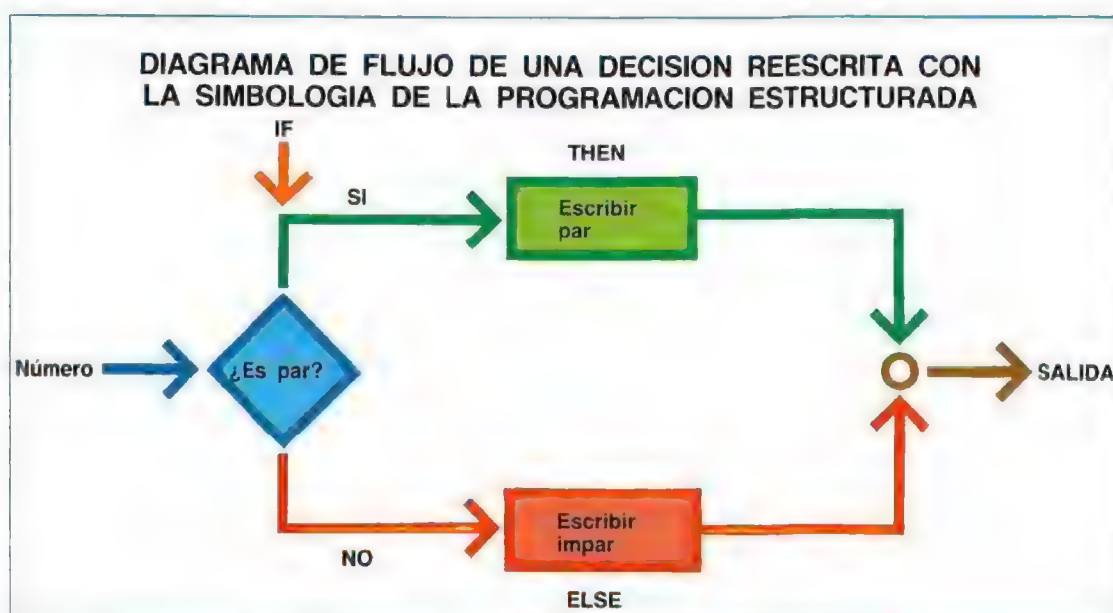 DIAGRAMA DE FLUJO DE UNA DECISION REESCRITA CON
LA SIMBOLOGIA DE LA PROGRAMACION ESTRUCTURADA
IF
THEN
SI
Escribir
par
Número
¿Es par?
SALIDA
Escribir
impar
NO
ELSE